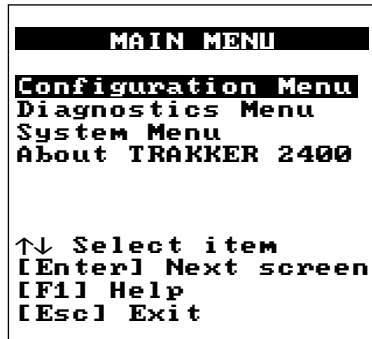 MAIN MENU
Configuration Menu
Diagnostics Menu
System Menu
About TRAKKER 2400
↑↓ Select item
[Enter] Next screen
[F1] Help
[Esc] Exit